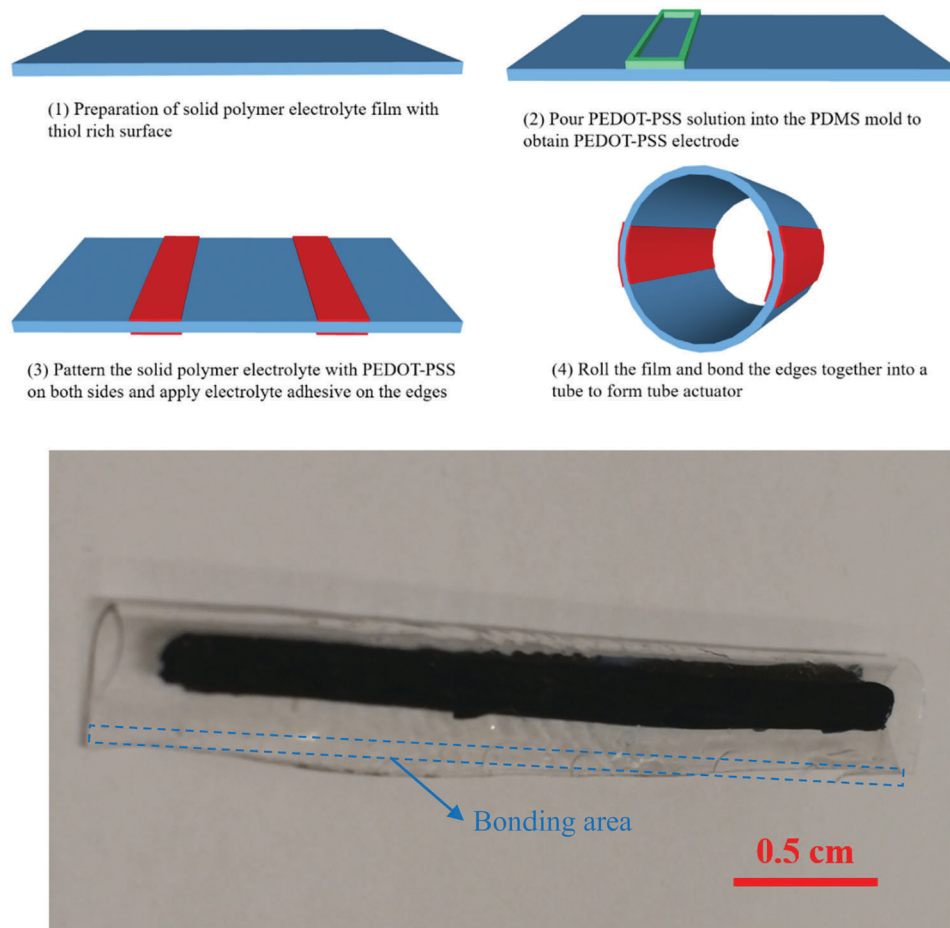 (1) Preparation of solid polymer electrolyte film with
thiol rich surface
(2) Pour PEDOT-PSS solution into the PDMS mold to
obtain PEDOT-PSS electrode
(3) Pattern the solid polymer electrolyte with PEDOT-PSS
on both sides and apply electrolyte adhesive on the edges
(4) Roll the film and bond the edges together into a
tube to form tube actuator
Bonding area
0.5 cm